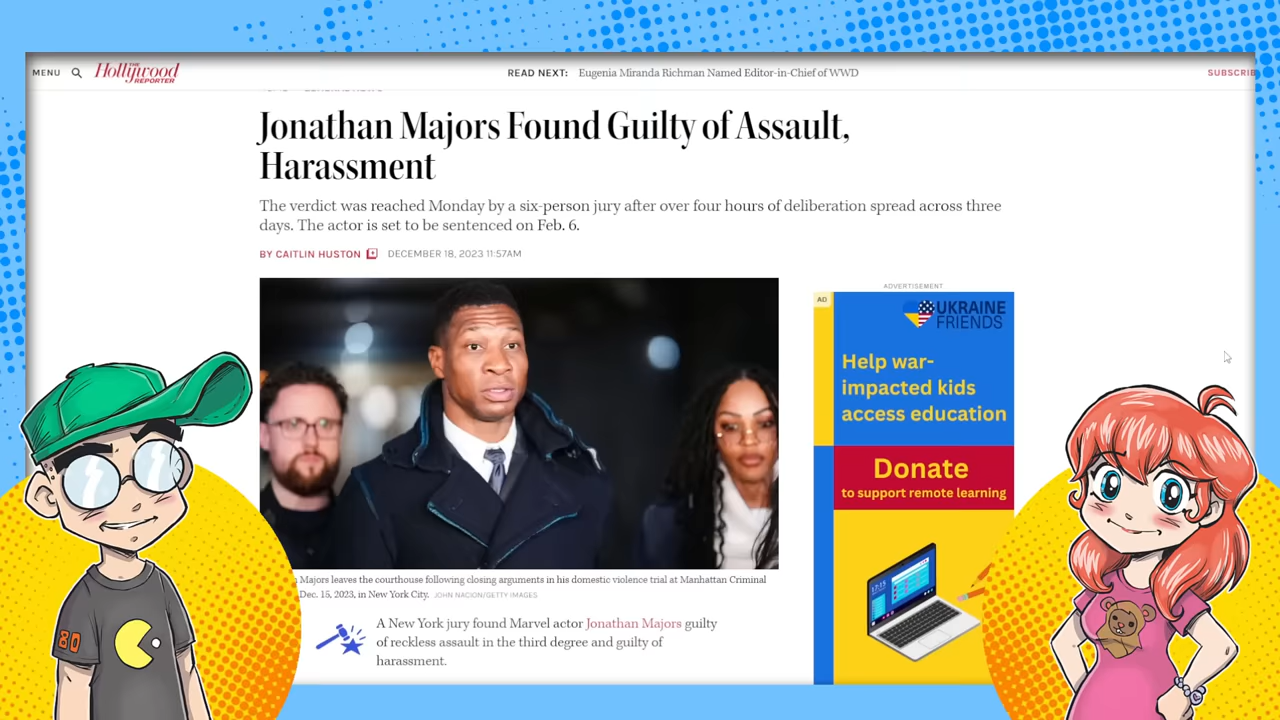 MENU
THE
Hollywood
REPORTER
READ NEXT: Eugenia Miranda Richman Named Editor-in-Chief of WWD
SUBSCRIB
Jonathan Majors Found Guilty of Assault,
Harassment
The verdict was reached Monday by a six-person jury after over four hours of deliberation spread across three
days. The actor is set to be sentenced on Feb. 6.
BY CAITLIN HUSTON DECEMBER 18, 2023 11:57AM
ADVERTISEMENT
AD
UKRAINE
FRIENDS
Help war-
impacted kids
access education
Donate
to support remote learning
17:15
Majors leaves the courthouse following closing arguments in his domestic violence trial at Manhattan Criminal
Dec. 15, 2023, in New York City. JOHN NACION/GETTY IMAGES
A New York jury found Marvel actor Jonathan Majors guilty
of reckless assault in the third degree and guilty of
harassment.
80